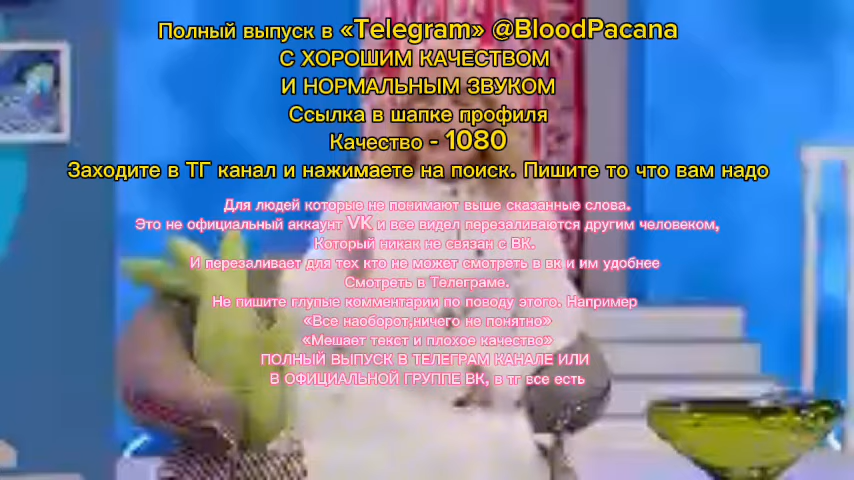 Полный выпуск в «Telegram» @BloodPacana
С ХОРОШИМ КАЧЕСТВОМ
И НОРМАЛЬНЫМ ЗВУКОМ
Ссылка в шапке профиля
Качество - 1080
Заходите в ТГ канал и нажимаете на поиск. Пишите то что вам надо
Для людей которые не понимают выше сказанные слова.
Это не официальный аккаунт VK и все видел перезаливаются другим человеком,
Который никак не связан с ВК.
И перезаливает для тех кто не может смотреть в вк и им удобнее
Смотреть в Телеграме.
Не пишите глупые комментарии по поводу этого. Например
«Все наоборот,ничего не понятно»
«Мешает текст и плохое качество»
ПОЛНЫЙ ВЫПУСК В ТЕЛЕГРАМ КАНАЛЕ ИЛИ
В ОФИЦИАЛЬНОЙ ГРУППЕ ВК, в тг все есть